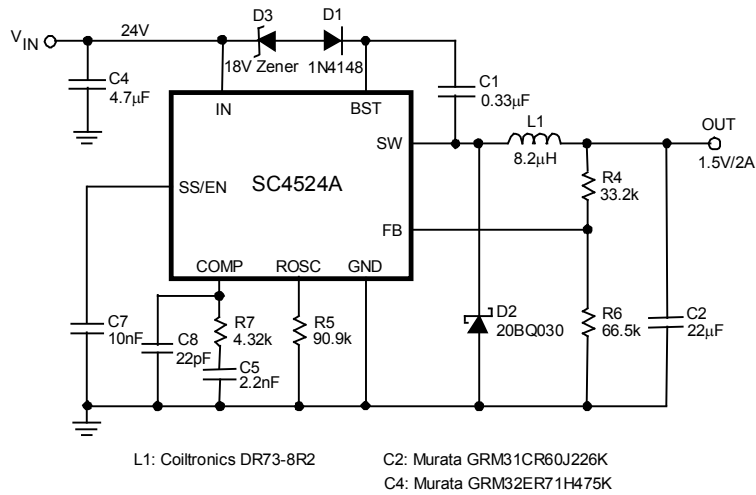 D3
D1
V IN
24V
18V Zener
1N4148
C4
4.7µF
C1
0.33µF
IN
BST
SW
L1
8.2µH
OUT
1.5V/2A
SS/EN
SC4524A
R4
33.2k
FB
COMP
ROSC
GND
C7
10nF
C8
22pF
R7
4.32k
C5
2.2nF
R5
90.9k
D2
20BQ030
R6
66.5k
C2
22µF
L1: Coiltronics DR73-8R2
C2: Murata GRM31CR60J226K
C4: Murata GRM32ER71H475K